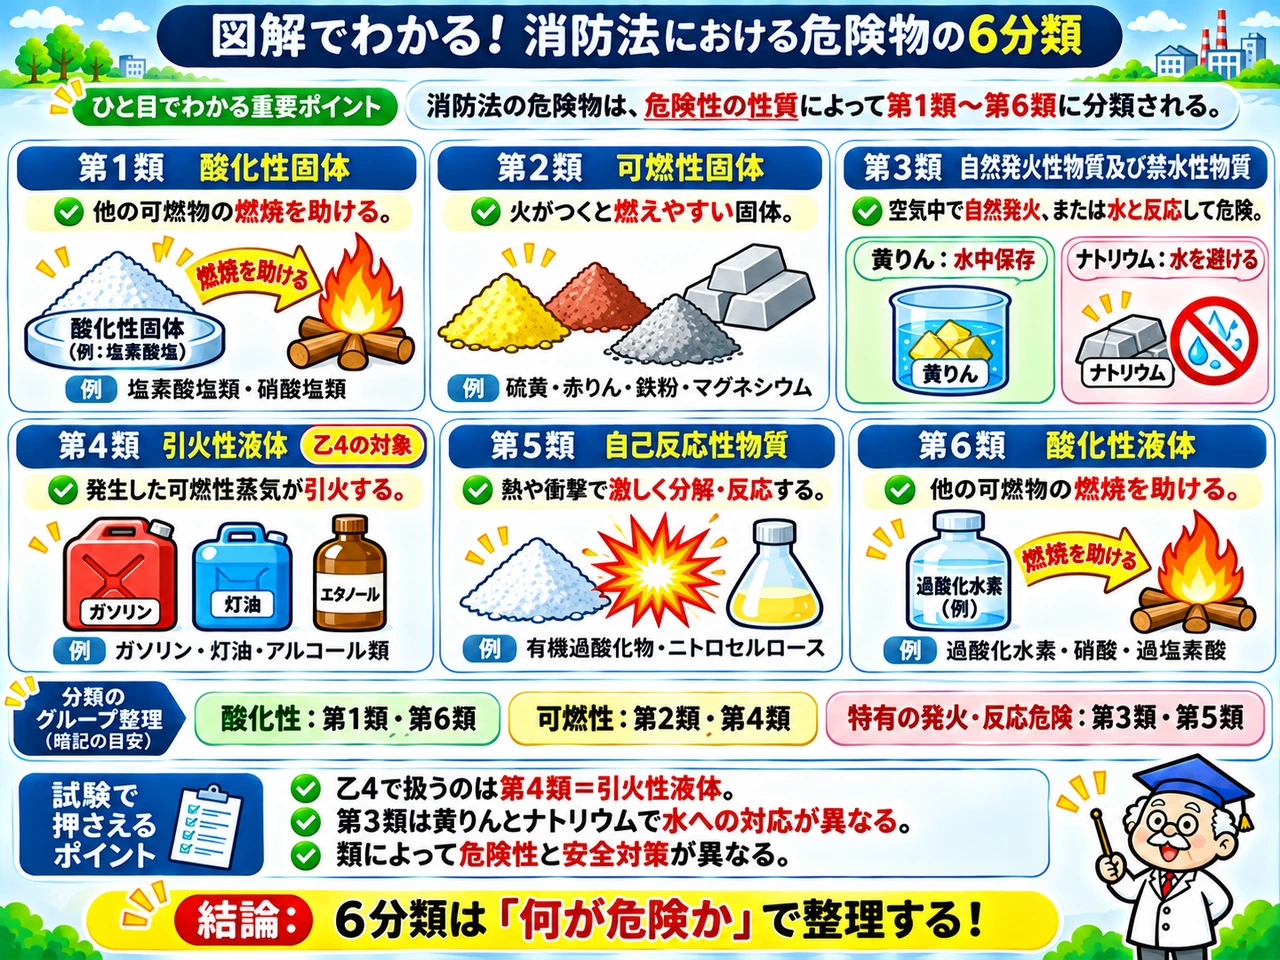 図解でわかる！消防法における危険物の6分類
ひと目でわかる重要ポイント
消防法の危険物は、危険性の性質によって第1類～第6類に分類される。
第1類 酸化性固体
他の可燃物の燃焼を助ける。
燃焼を助ける
酸化性固体
（例：塩素酸塩）
例 塩素酸塩類・硝酸塩類
第2類 可燃性固体
火がつくと燃えやすい固体。
例 硫黄・赤りん・鉄粉・マグネシウム
第3類 自然発火性物質及び禁水性物質
空気中で自然発火、または水と反応して危険。
黄りん：水中保存
黄りん
ナトリウム：水を避ける
ナトリウム
第4類 引火性液体 乙4の対象
発生した可燃性蒸気が引火する。
ガソリン
灯油
エタノール
例 ガソリン・灯油・アルコール類
第5類 自己反応性物質
熱や衝撃で激しく分解・反応する。
例 有機過酸化物・ニトロセルロース
第6類 酸化性液体
他の可燃物の燃焼を助ける。
過酸化水素
（例）
燃焼を助ける
例 過酸化水素・硝酸・過塩素酸
分類の
グループ整理
（暗記の目安）
酸化性：第1類・第6類
可燃性：第2類・第4類
特有の発火・反応危険：第3類・第5類
試験で
押さえる
ポイント
乙4で扱うのは第4類＝引火性液体。
第3類は黄りんとナトリウムで水への対応が異なる。
類によって危険性と安全対策が異なる。
結論： 6分類は「何が危険か」で整理する！